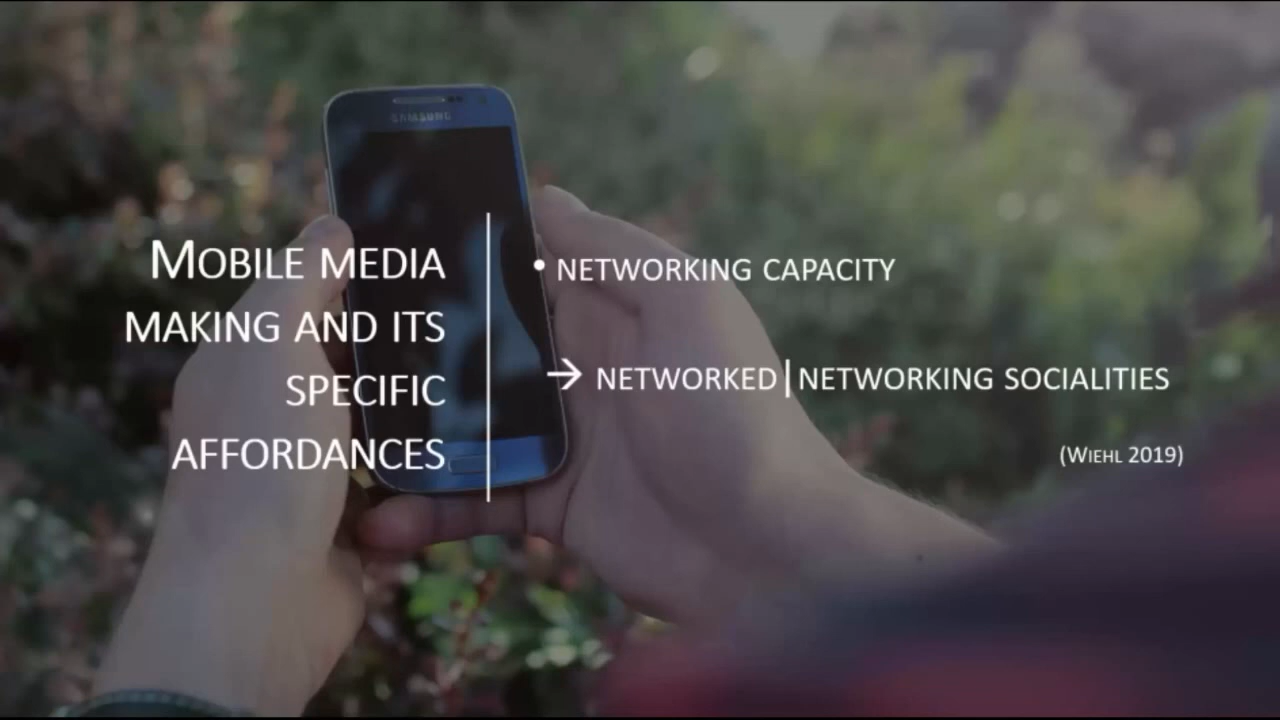 SAMSUNG
MOBILE MEDIA
MAKING AND ITS
SPECIFIC
AFFORDANCES
• NETWORKING CAPACITY
→ NETWORKED|NETWORKING SOCIALITIES
(WIEHL 2019)